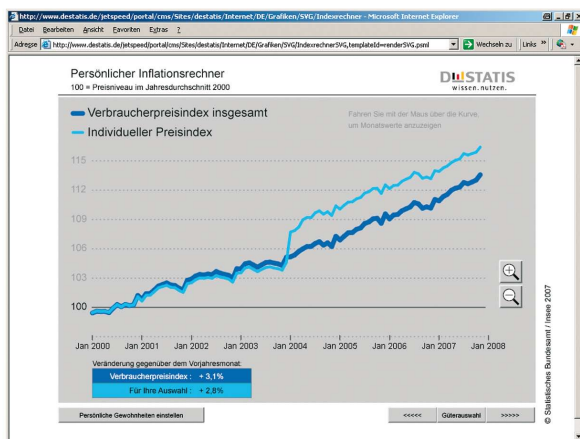 http://www.destatis.de/jetspeed/portal/cms/Sites/destatis/Internet/DE/Grafiken/SVG/Indexrechner - Microsoft Internet Explorer
Datei Bearbeiten Ansicht Favoriten Extras ?
Adresse http://www.destatis.de/jetspeed/portal/cms/Sites/destatis/Internet/DE/Grafiken/SVG/IndexrechnerSVG,templateId=renderSVG.psml Wechseln zu Links »
Persönlicher Inflationsrechner
100 = Preisniveau im Jahresdurchschnitt 2000
DESTATIS
wissen.nutzen.
Verbraucherpreisindex insgesamt
Individueller Preisindex
Fahren Sie mit der Maus über die Kurve,
um Monatswerte anzuzeigen
115
112
109
106
103
100
Jan 2000 Jan 2001 Jan 2002 Jan 2003 Jan 2004 Jan 2005 Jan 2006 Jan 2007 Jan 2008
Veränderung gegenüber dem Vorjahresmonat:
Verbraucherpreisindex : + 3,1%
Für Ihre Auswahl : + 2,8%
© Statistisches Bundesamt / Insee 2007
Persönliche Gewohnheiten einstellen
<<<<< Güterauswahl >>>>>